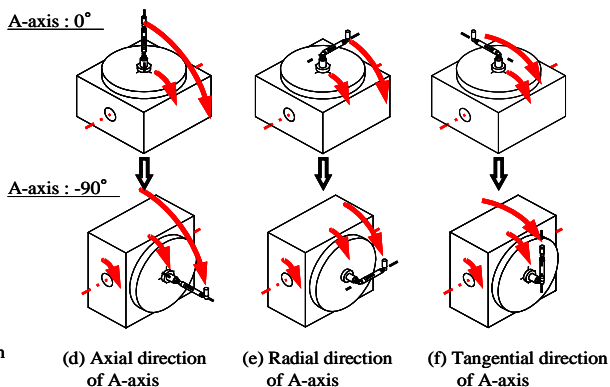 A-axis : 0°
A-axis : -90°
n
(d) Axial direction
of A-axis
(e) Radial direction
of A-axis
(f) Tangential direction
of A-axis